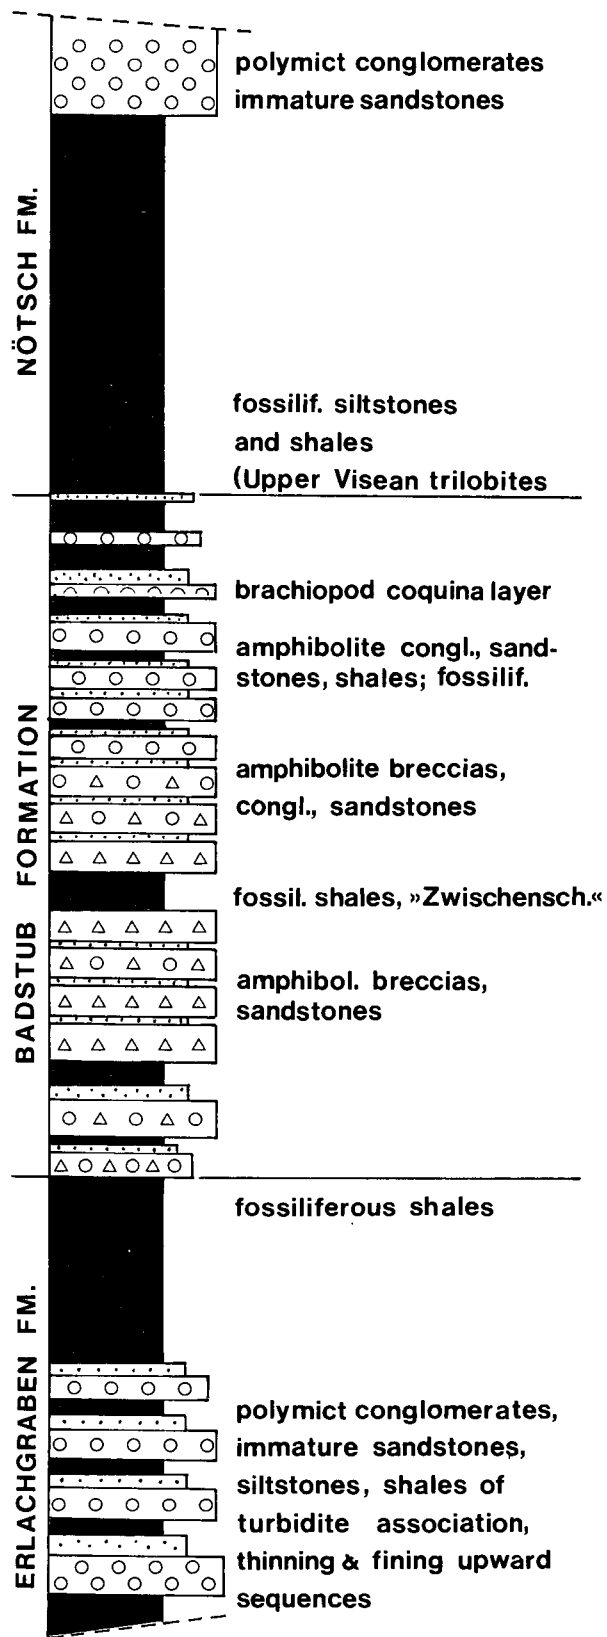 polymict conglomerates
immature sandstones
NÖTSCH FM.
fossilif. siltstones
and shales
(Upper Visean trilobites
brachiopod coquina layer
amphibolite congl., sand-
stones, shales; fossilif.
BADSTUB FORMATION
amphibolite breccias,
congl., sandstones
fossil. shales, »Zwischensch.«
amphibol. breccias,
sandstones
fossiliferous shales
ERLACHGRABEN FM.
polymict conglomerates,
immature sandstones,
siltstones, shales of
turbidite association,
thinning & fining upward
sequences